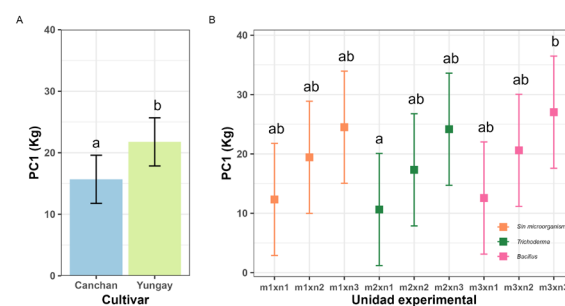 A
40
30
20
10
0
PC1 (Kg)
a
b
Canchan
Yungay
Cultivar
B
40
30
20
10
0
PC1 (Kg)
ab
ab
ab
a
ab
ab
ab
ab
b
Sin microorganism
Trichoderma
Bacillus
m1xn1
m1xn2
m1xn3
m2xn1
m2xn2
m2xn3
m3xn1
m3xn2
m3xn3
Unidad experimental